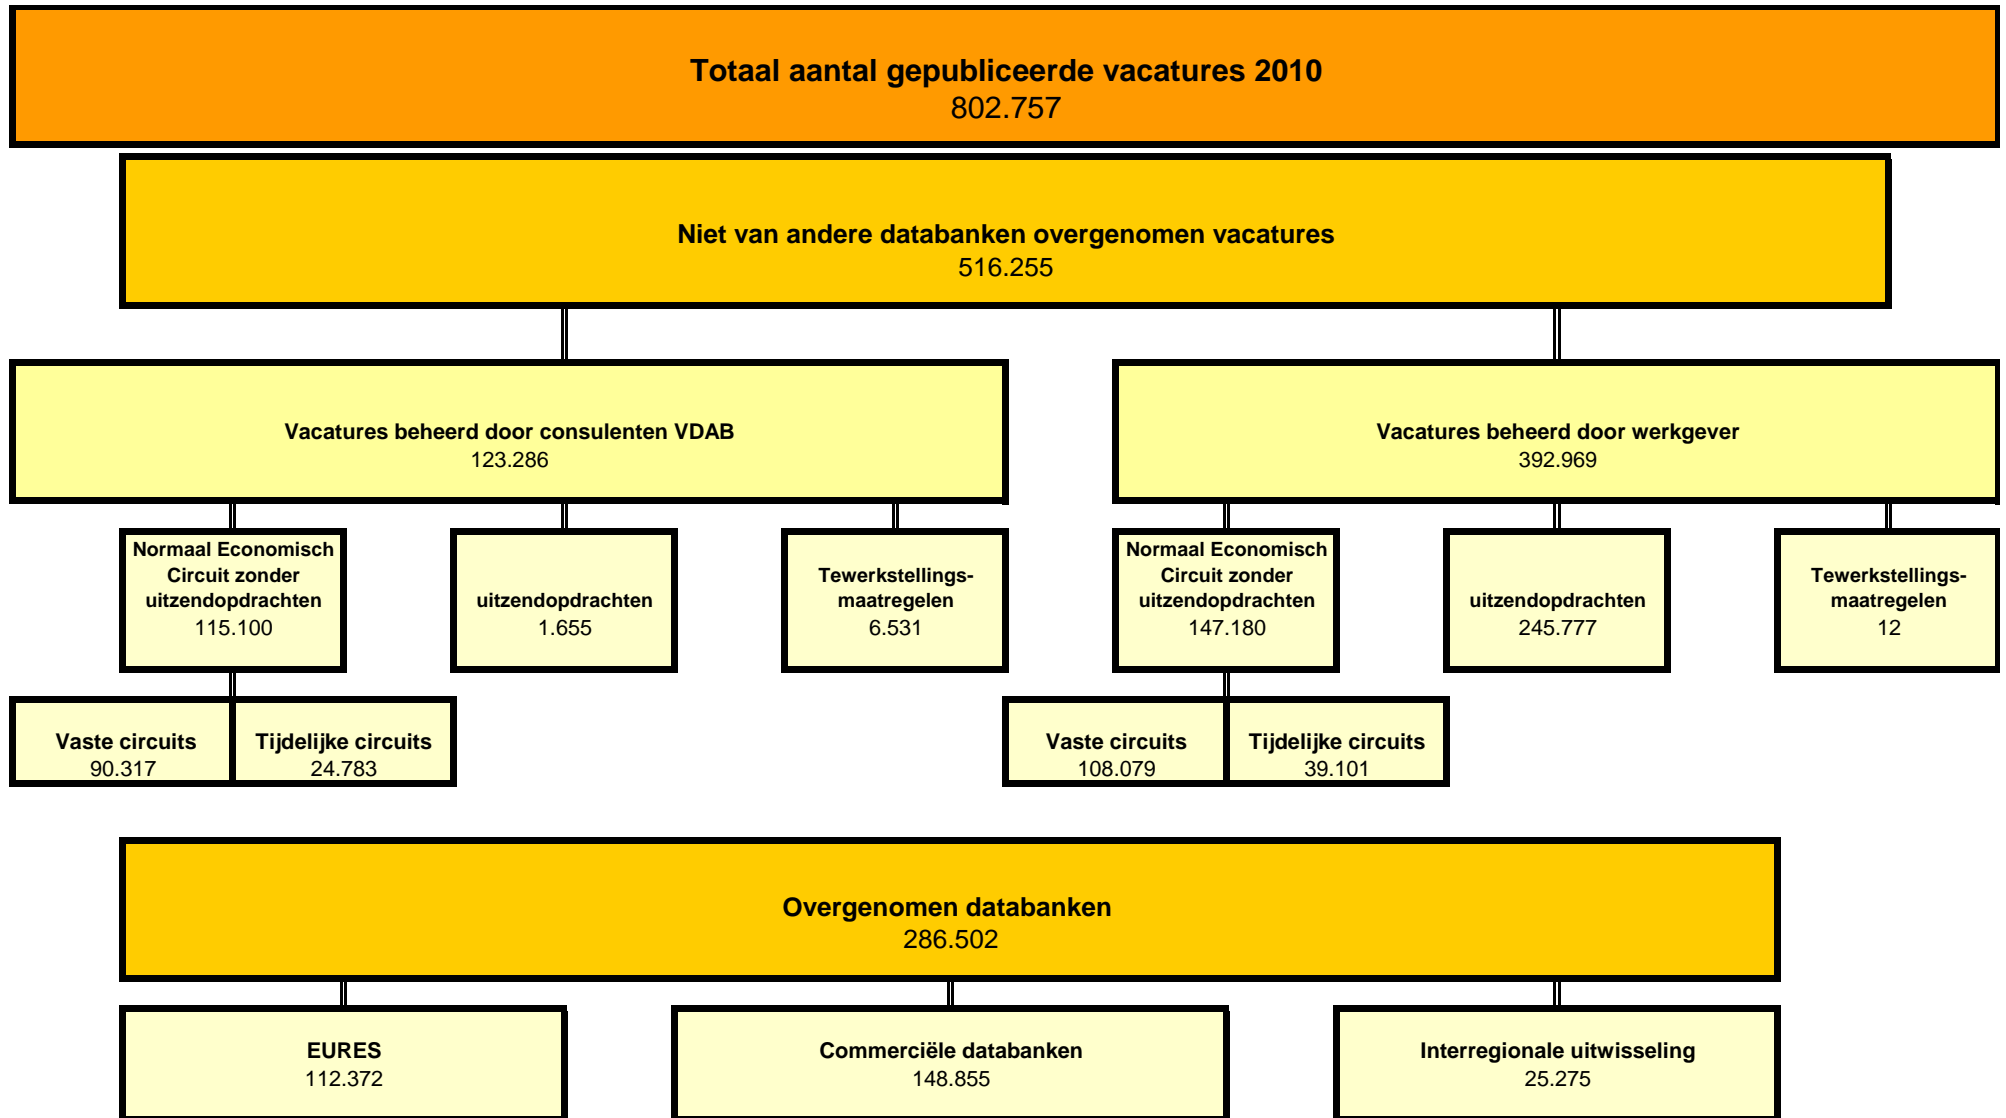 Totaal aantal gepubliceerde vacatures 2010
802.757
Niet van andere databanken overgenomen vacatures
516.255
Vacatures beheerd door consulenten VDAB
123.286
Vacatures beheerd door werkgever
392.969
Normaal Economisch
Circuit zonder
uitzendopdrachten
115.100
uitzendopdrachten
1.655
Tewerkstellings-
maatregelen
6.531
Normaal Economisch
Circuit zonder
uitzendopdrachten
147.180
uitzendopdrachten
245.777
Tewerkstellings-
maatregelen
12
Vaste circuits
90.317
Tijdelijke circuits
24.783
Vaste circuits
108.079
Tijdelijke circuits
39.101
Overgenomen databanken
286.502
EURES
112.372
Commerciële databanken
148.855
Interregionale uitwisseling
25.275